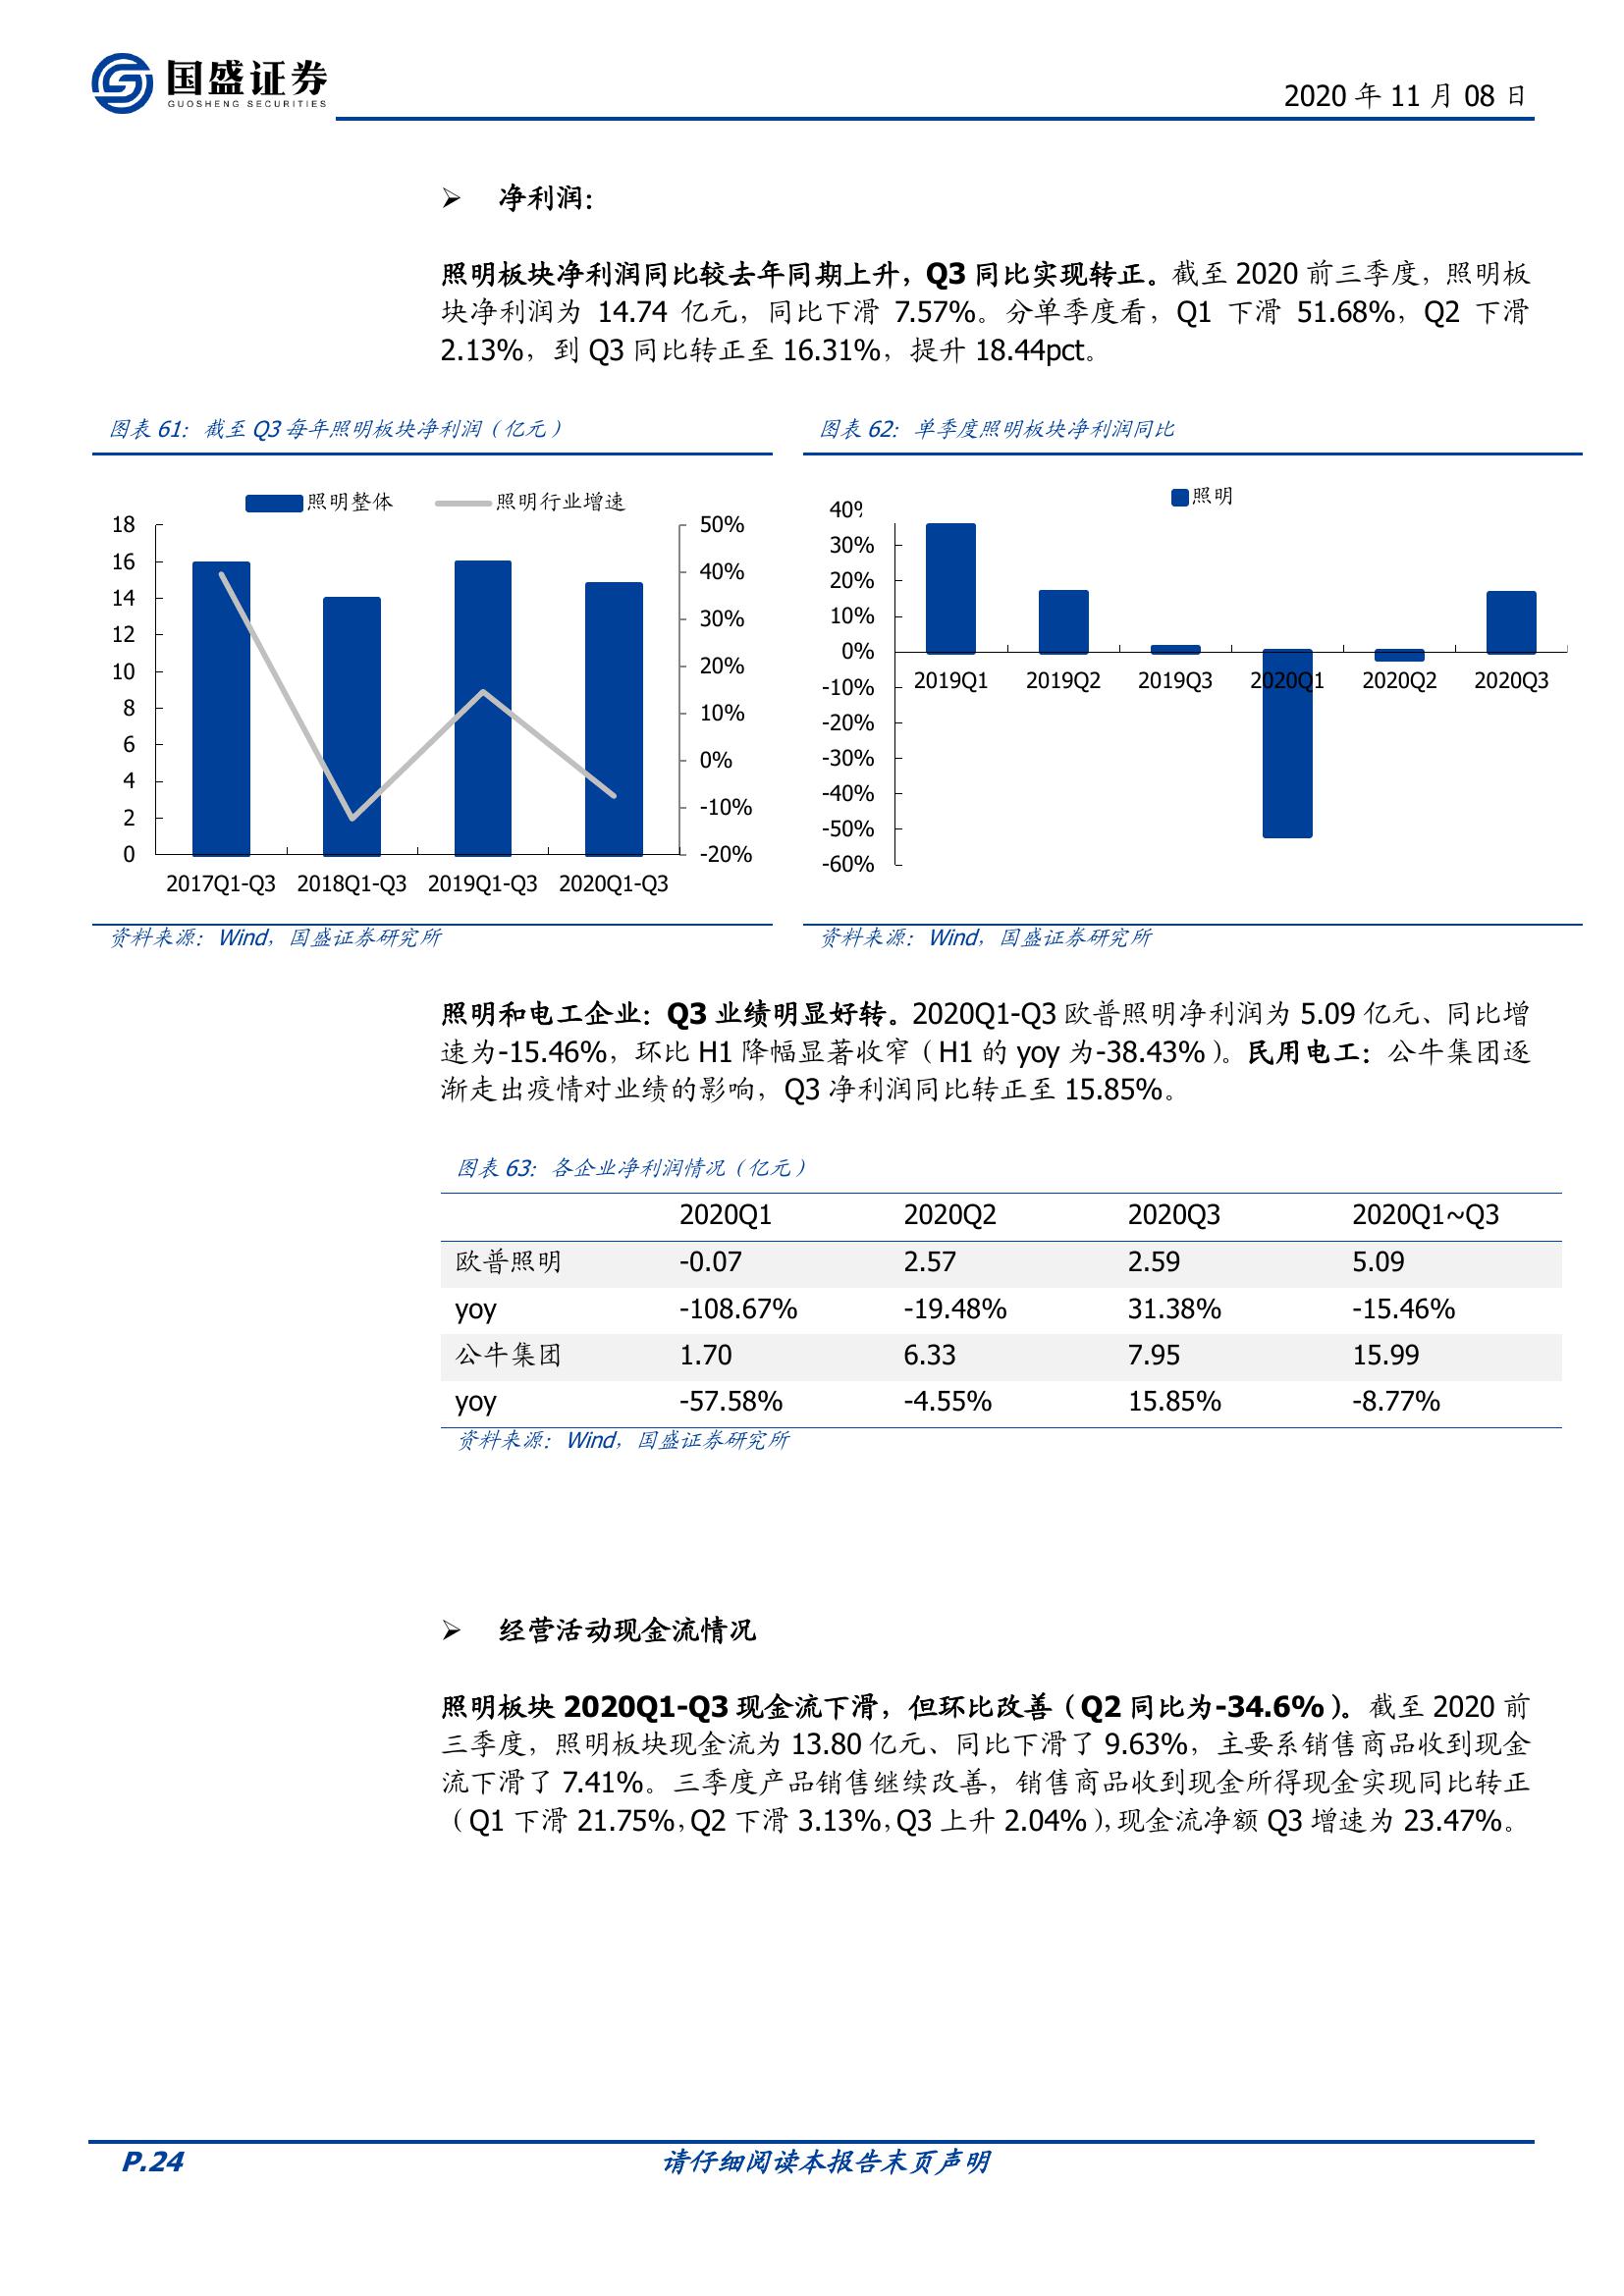 国盛证券
GUOSHENG SECURITIES
2020 年 11 月 08 日
➢ 净利润：
照明板块净利润同比较去年同期上升，Q3 同比实现转正。截至 2020 前三季度，照明板
块净利润为 14.74 亿元，同比下滑 7.57%。分单季度看，Q1 下滑 51.68%，Q2 下滑
2.13%，到 Q3 同比转正至 16.31%，提升 18.44pct。
图表 61：截至 Q3 每年照明板块净利润（亿元）
照明整体 照明行业增速
18
16
14
12
10
8
6
4
2
0
50%
40%
30%
20%
10%
0%
-10%
-20%
2017Q1-Q3 2018Q1-Q3 2019Q1-Q3 2020Q1-Q3
资料来源：Wind，国盛证券研究所
图表 62：单季度照明板块净利润同比
照明
40%
30%
20%
10%
0%
-10%
-20%
-30%
-40%
-50%
-60%
2019Q1 2019Q2 2019Q3 2020Q1 2020Q2 2020Q3
资料来源：Wind，国盛证券研究所
照明和电工企业：Q3 业绩明显好转。2020Q1-Q3 欧普照明净利润为 5.09 亿元、同比增
速为-15.46%，环比 H1 降幅显著收窄（H1 的 yoy 为-38.43%）。民用电工：公牛集团逐
渐走出疫情对业绩的影响，Q3 净利润同比转正至 15.85%。
图表 63：各企业净利润情况（亿元）
2020Q1 2020Q2 2020Q3 2020Q1~Q3
欧普照明 -0.07 2.57 2.59 5.09
yoy -108.67% -19.48% 31.38% -15.46%
公牛集团 1.70 6.33 7.95 15.99
yoy -57.58% -4.55% 15.85% -8.77%
资料来源：Wind，国盛证券研究所
➢ 经营活动现金流情况
照明板块 2020Q1-Q3 现金流下滑，但环比改善（Q2 同比为-34.6%）。截至 2020 前
三季度，照明板块现金流为 13.80 亿元、同比下滑了 9.63%，主要系销售商品收到现金
流下滑了 7.41%。三季度产品销售继续改善，销售商品收到现金所得现金实现同比转正
（Q1 下滑 21.75%，Q2 下滑 3.13%，Q3 上升 2.04%），现金流净额 Q3 增速为 23.47%。
P.24
请仔细阅读本报告末页声明